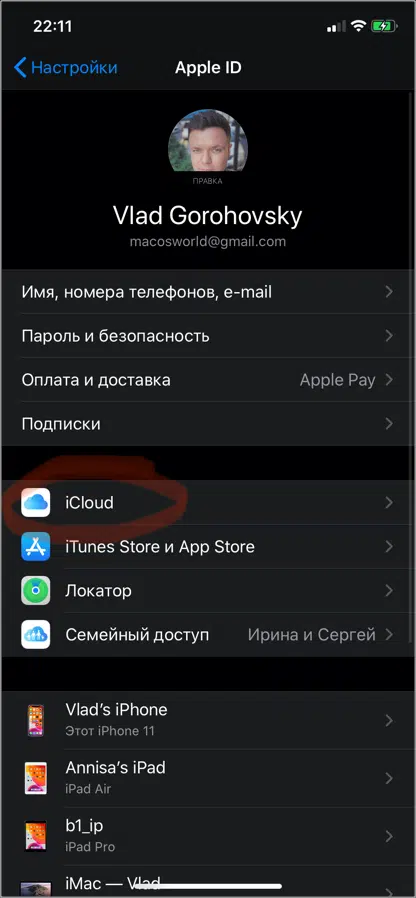 22:11
Настройки
Apple ID
ПРАВКА
Vlad Gorohovsky
macosworld@gmail.com
Имя, номера телефонов, e-mail
Пароль и безопасность
Оплата и доставка Apple Pay
Подписки
iCloud
iTunes Store и App Store
Локатор
Семейный доступ Ирина и Сергей
Vlad's iPhone
Этот iPhone 11
Annisa's iPad
iPad Air
b1_ip
iPad Pro
iMac — Vlad